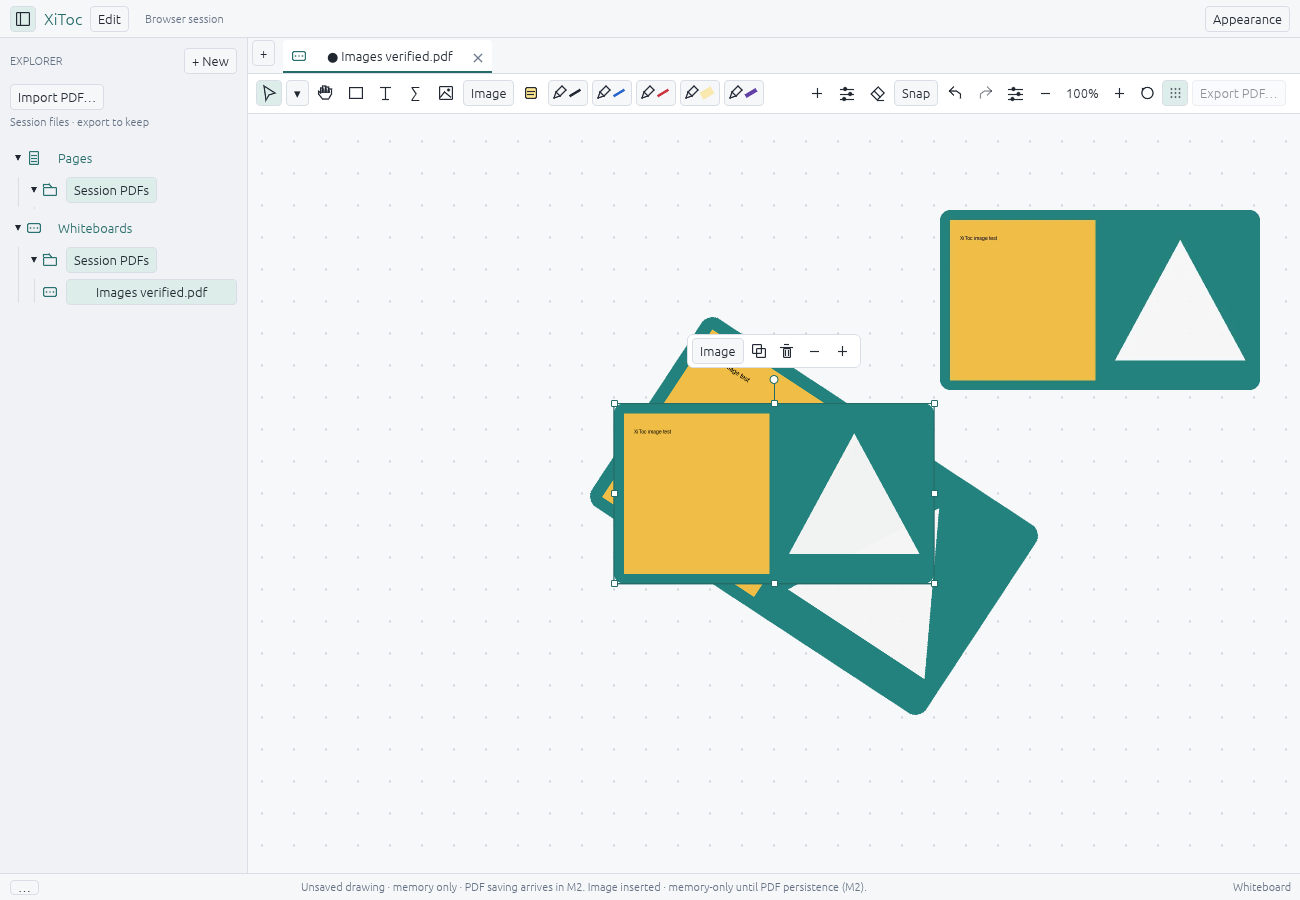 XiToc Edit Browser session Appearance
EXPLORER + New
Import PDF...
Session files · export to keep
Pages
Session PDFs
Whiteboards
Session PDFs
Images verified.pdf
+ ● Images verified.pdf
Image Snap 100% Export PDF...
XiToc image test
Image
image test
XiToc image test
... Unsaved drawing · memory only · PDF saving arrives in M2. Image inserted · memory-only until PDF persistence (M2). Whiteboard